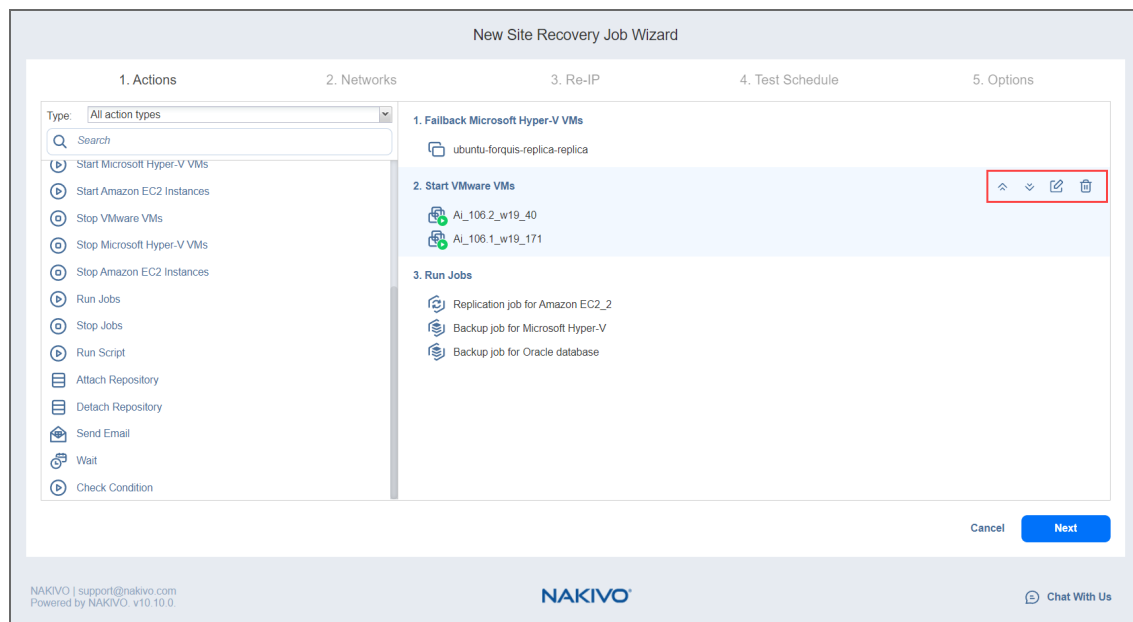 New Site Recovery Job Wizard
1. Actions
2. Networks
3. Re-IP
4. Test Schedule
5. Options
Type:
All action types
Search
Start Microsoft Hyper-V VMs
Start Amazon EC2 Instances
Stop VMware VMs
Stop Microsoft Hyper-V VMs
Stop Amazon EC2 Instances
Run Jobs
Stop Jobs
Run Script
Attach Repository
Detach Repository
Send Email
Wait
Check Condition
1. Failback Microsoft Hyper-V VMs
ubuntu-forquis-replica-replica
2. Start VMware VMs
Ai_106.2_w19_40
Ai_106.1_w19_171
3. Run Jobs
Replication job for Amazon EC2_2
Backup job for Microsoft Hyper-V
Backup job for Oracle database
Cancel
Next
NAKIVO | support@nakivo.com
Powered by NAKIVO. v10.10.0.
NAKIVO®
Chat With Us